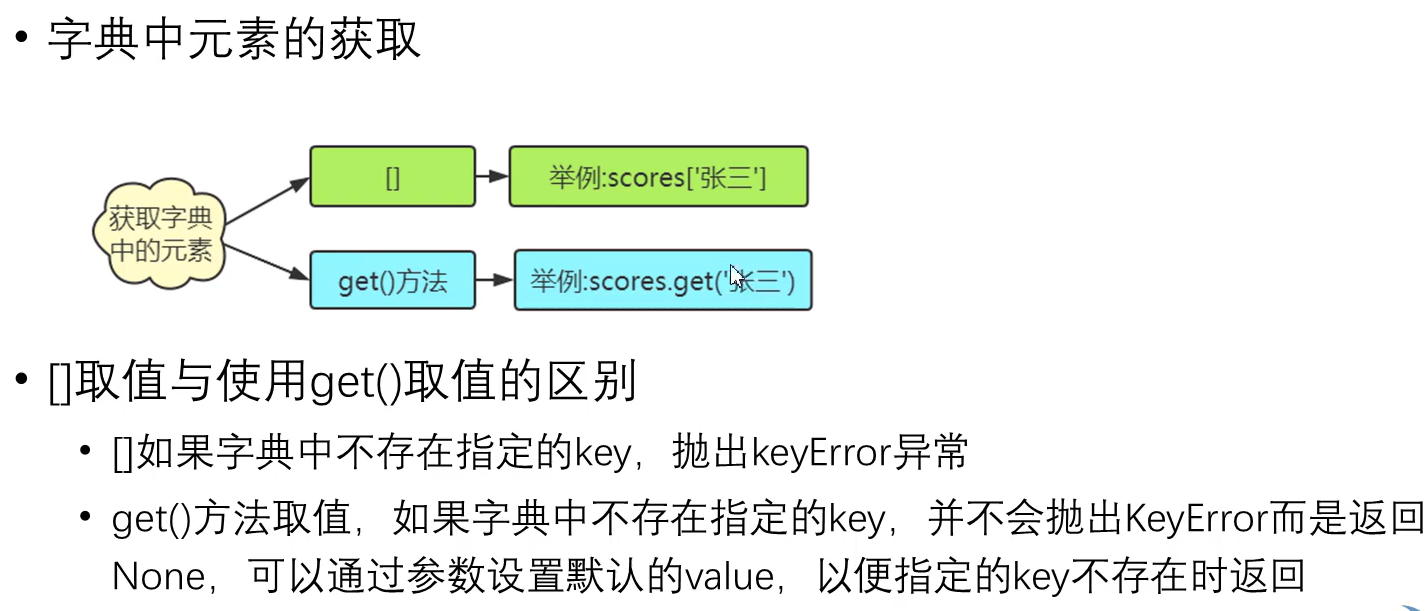 • 字典中元素的获取
[]
举例:scores['张三']
获取字典
中的元素
get()方法
举例:scores.get('张三')
• []取值与使用get()取值的区别
• []如果字典中不存在指定的key，抛出keyError异常
• get()方法取值，如果字典中不存在指定的key，并不会抛出KeyError而是返回
None，可以通过参数设置默认的value，以便指定的key不存在时返回